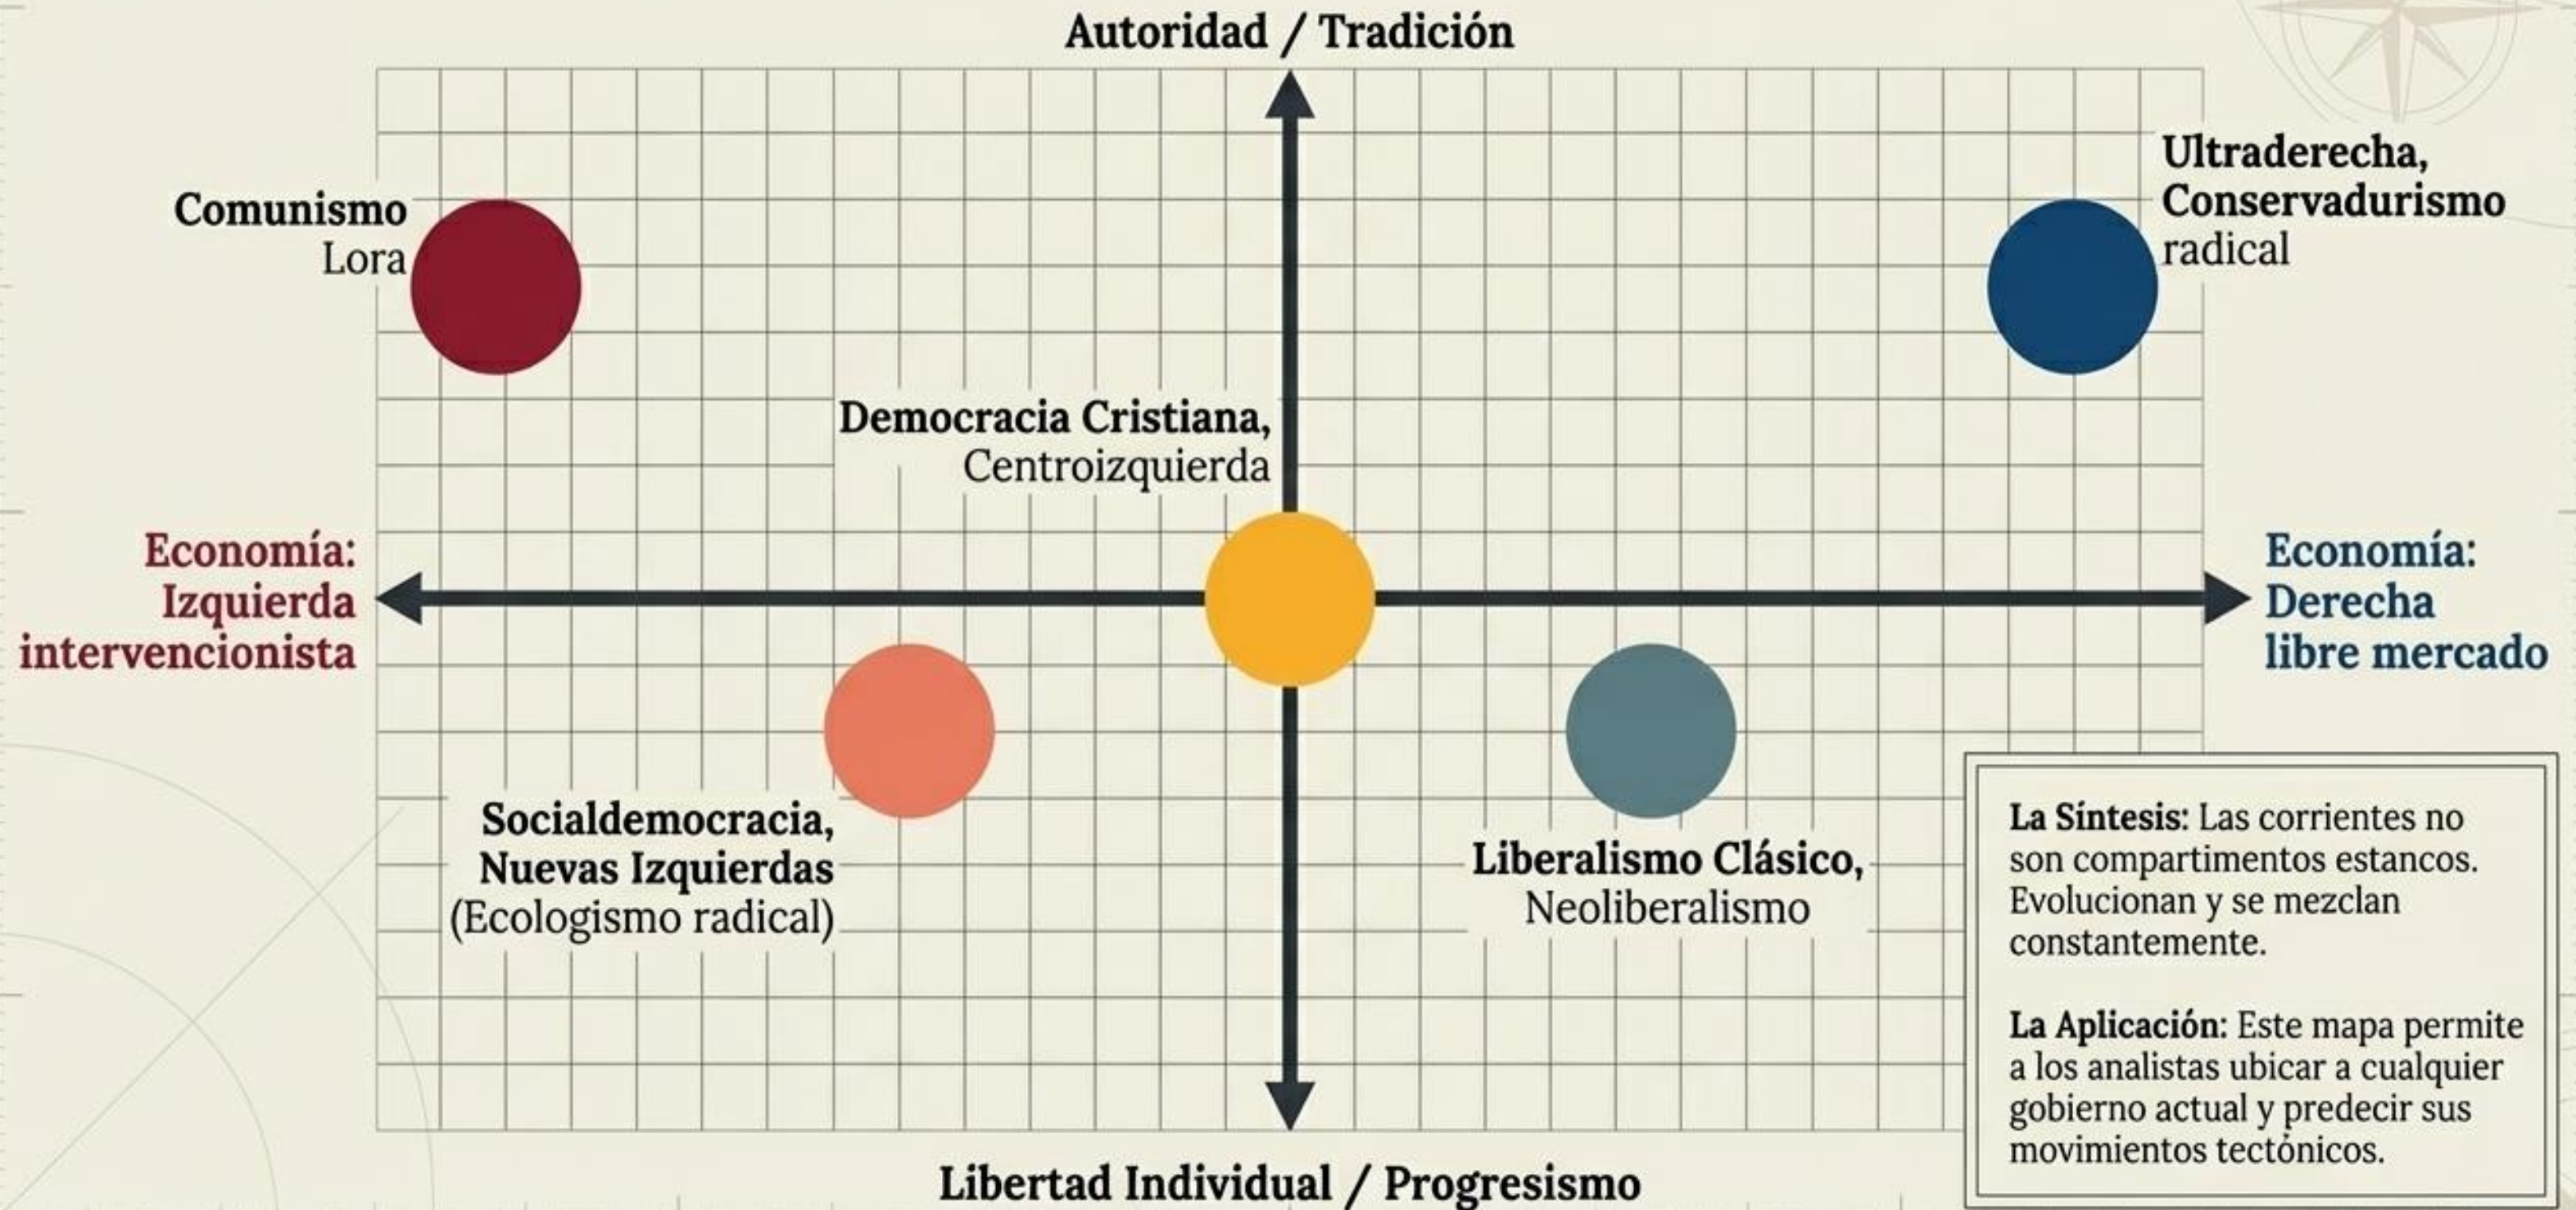 Autoridad / Tradición
Comunismo
Lora
Ultraderecha,
Conservadurismo
radical
Democracia Cristiana,
Centroizquierda
Economía:
Izquierda
intervencionista
Economía:
Derecha
libre mercado
Socialdemocracia,
Nuevas Izquierdas
(Ecologismo radical)
Liberalismo Clásico,
Neoliberalismo
La Síntesis: Las corrientes no
son compartimentos estancos.
Evolucionan y se mezclan
constantemente.
La Aplicación: Este mapa permite
a los analistas ubicar a cualquier
gobierno actual y predecir sus
movimientos tectónicos.
Libertad Individual / Progresismo